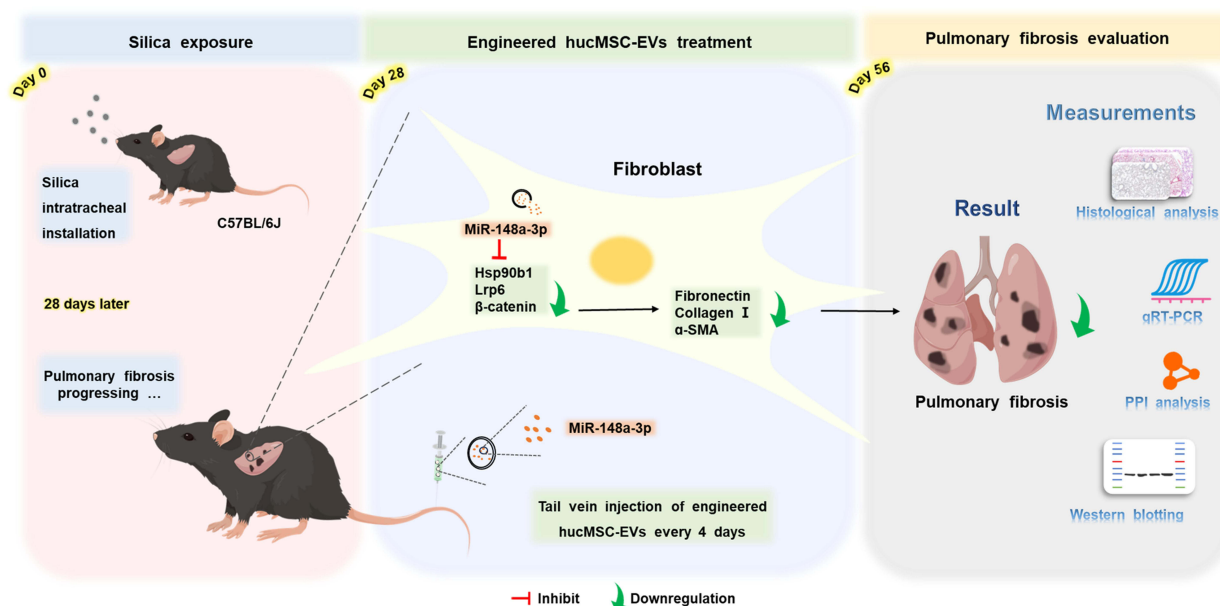 Silica exposure
Engineered hucMSC-EVs treatment
Pulmonary fibrosis evaluation
Day 0
Silica
intratracheal
installation
C57BL/6J
28 days later
Pulmonary fibrosis
progressing ...
Day 28
Fibroblast
MiR-148a-3p
Hsp90b1
Lrp6
β-catenin
Fibronectin
Collagen I
α-SMA
MiR-148a-3p
Tail vein injection of engineered
hucMSC-EVs every 4 days
Day 56
Measurements
Result
Pulmonary fibrosis
Histological analysis
qRT-PCR
PPI analysis
Western blotting
Inhibit
Downregulation